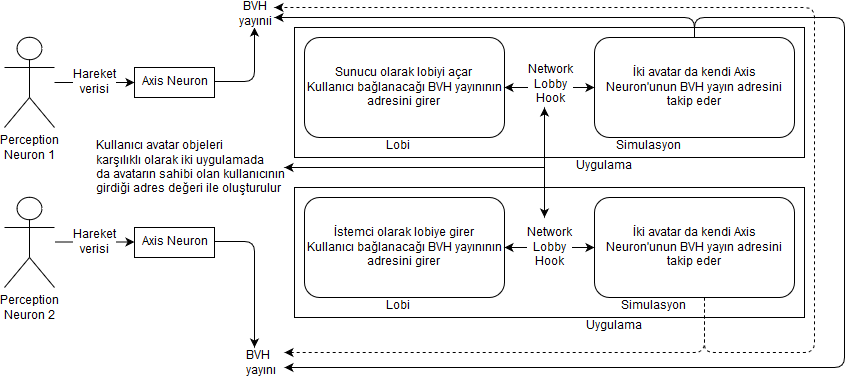 BVH
yayınıi
Hareket
verisi
Axis Neuron
Perception
Neuron 1
Sunucu olarak lobiyi açar
Kullanıcı bağlanacağı BVH yayınının
adresini girer
Lobi
Network
Lobby
Hook
İki avatar da kendi Axis
Neuron'unun BVH yayın adresini
takip eder
Simulasyon
Uygulama
Kullanıcı avatar objeleri
karşılıklı olarak iki uygulamada
da avatarın sahibi olan kullanıcının
girdiği adres değeri ile oluşturulur
Hareket
verisi
Axis Neuron
Perception
Neuron 2
İstemci olarak lobiye girer
Kullanıcı bağlanacağı BVH yayınının
adresini girer
Lobi
Network
Lobby
Hook
İki avatar da kendi Axis
Neuron'unun BVH yayın adresini
takip eder
Simulasyon
Uygulama
BVH
yayını